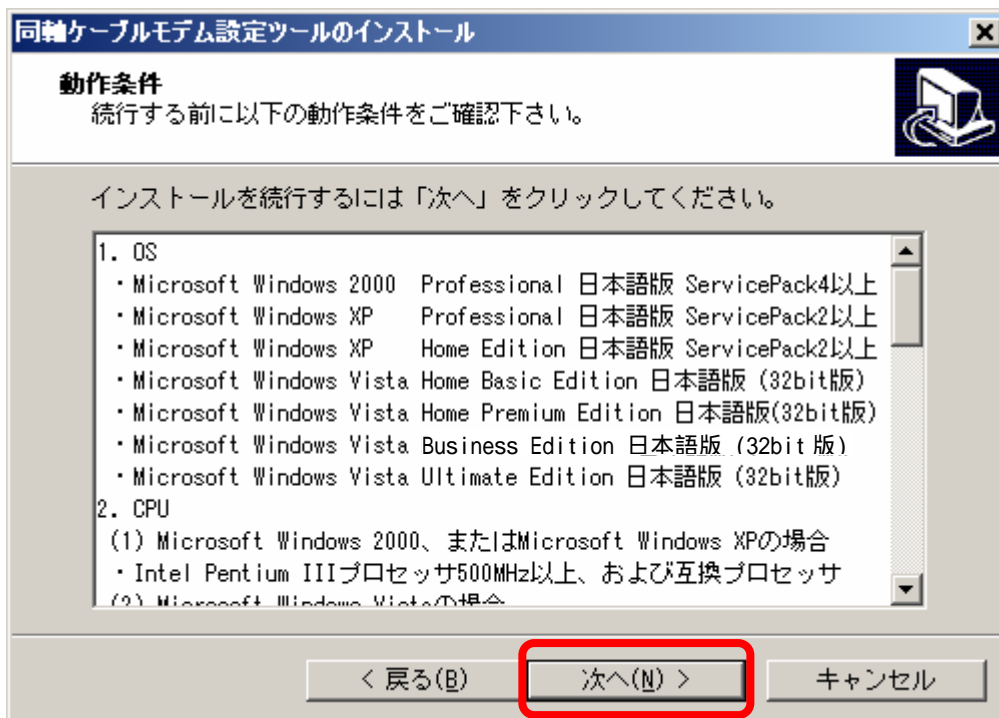 同軸ケーブルモデム設定ツールのインストール
動作条件
続行する前に以下の動作条件をご確認下さい。
インストールを続行するには「次へ」をクリックしてください。
1. OS
・Microsoft Windows 2000 Professional 日本語版 ServicePack4以上
・Microsoft Windows XP Professional 日本語版 ServicePack2以上
・Microsoft Windows XP Home Edition 日本語版 ServicePack2以上
・Microsoft Windows Vista Home Basic Edition 日本語版 (32bit版)
・Microsoft Windows Vista Home Premium Edition 日本語版(32bit版)
・Microsoft Windows Vista Business Edition 日本語版 (32bit 版)
・Microsoft Windows Vista Ultimate Edition 日本語版 (32bit版)
2. CPU
(1) Microsoft Windows 2000、またはMicrosoft Windows XPの場合
・Intel Pentium IIIプロセッサ500MHz以上、および互換プロセッサ
(2) Microsoft Windows Vistaの場合
< 戻る(B)
次へ(N) >
キャンセル